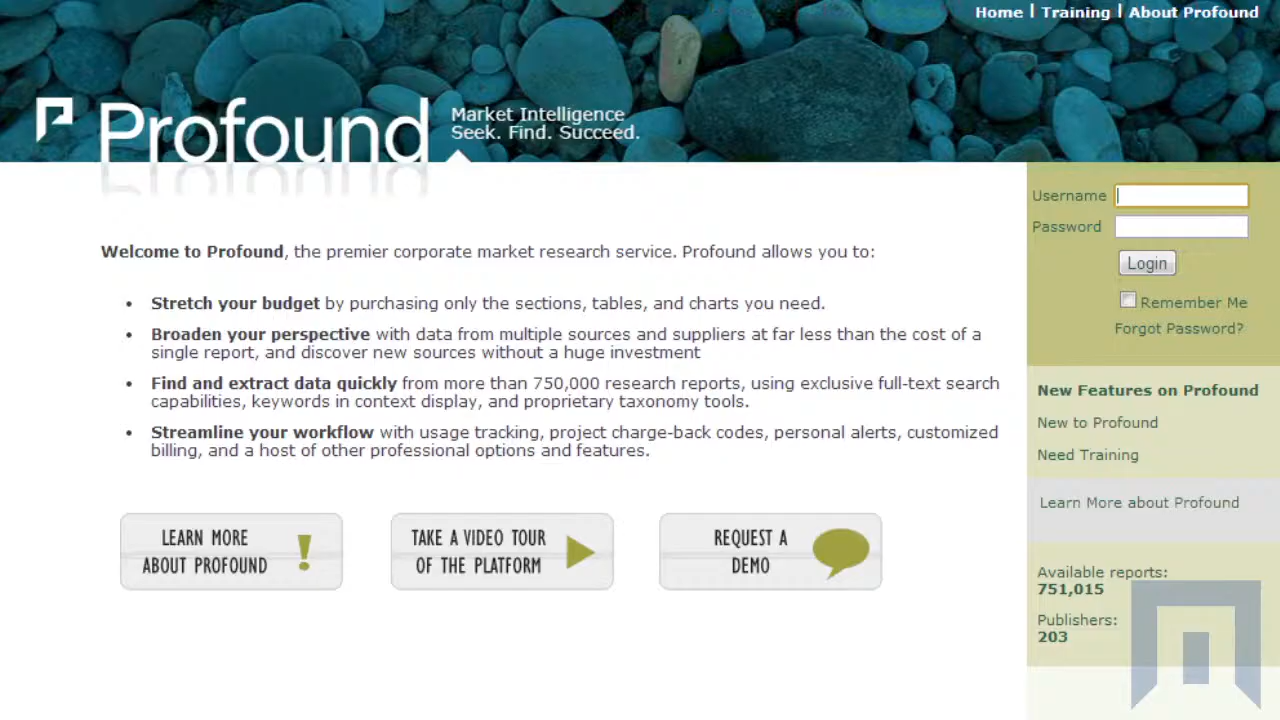 Home | Training | About Profound
Profound
Market Intelligence
Seek. Find. Succeed.
Username
Password
Login
Remember Me
Forgot Password?
Welcome to Profound, the premier corporate market research service. Profound allows you to:
• Stretch your budget by purchasing only the sections, tables, and charts you need.
• Broaden your perspective with data from multiple sources and suppliers at far less than the cost of a
single report, and discover new sources without a huge investment
• Find and extract data quickly from more than 750,000 research reports, using exclusive full-text search
capabilities, keywords in context display, and proprietary taxonomy tools.
• Streamline your workflow with usage tracking, project charge-back codes, personal alerts, customized
billing, and a host of other professional options and features.
LEARN MORE
ABOUT PROFOUND
!
TAKE A VIDEO TOUR
OF THE PLATFORM
REQUEST A
DEMO
New Features on Profound
New to Profound
Need Training
Learn More about Profound
Available reports:
751,015
Publishers:
203